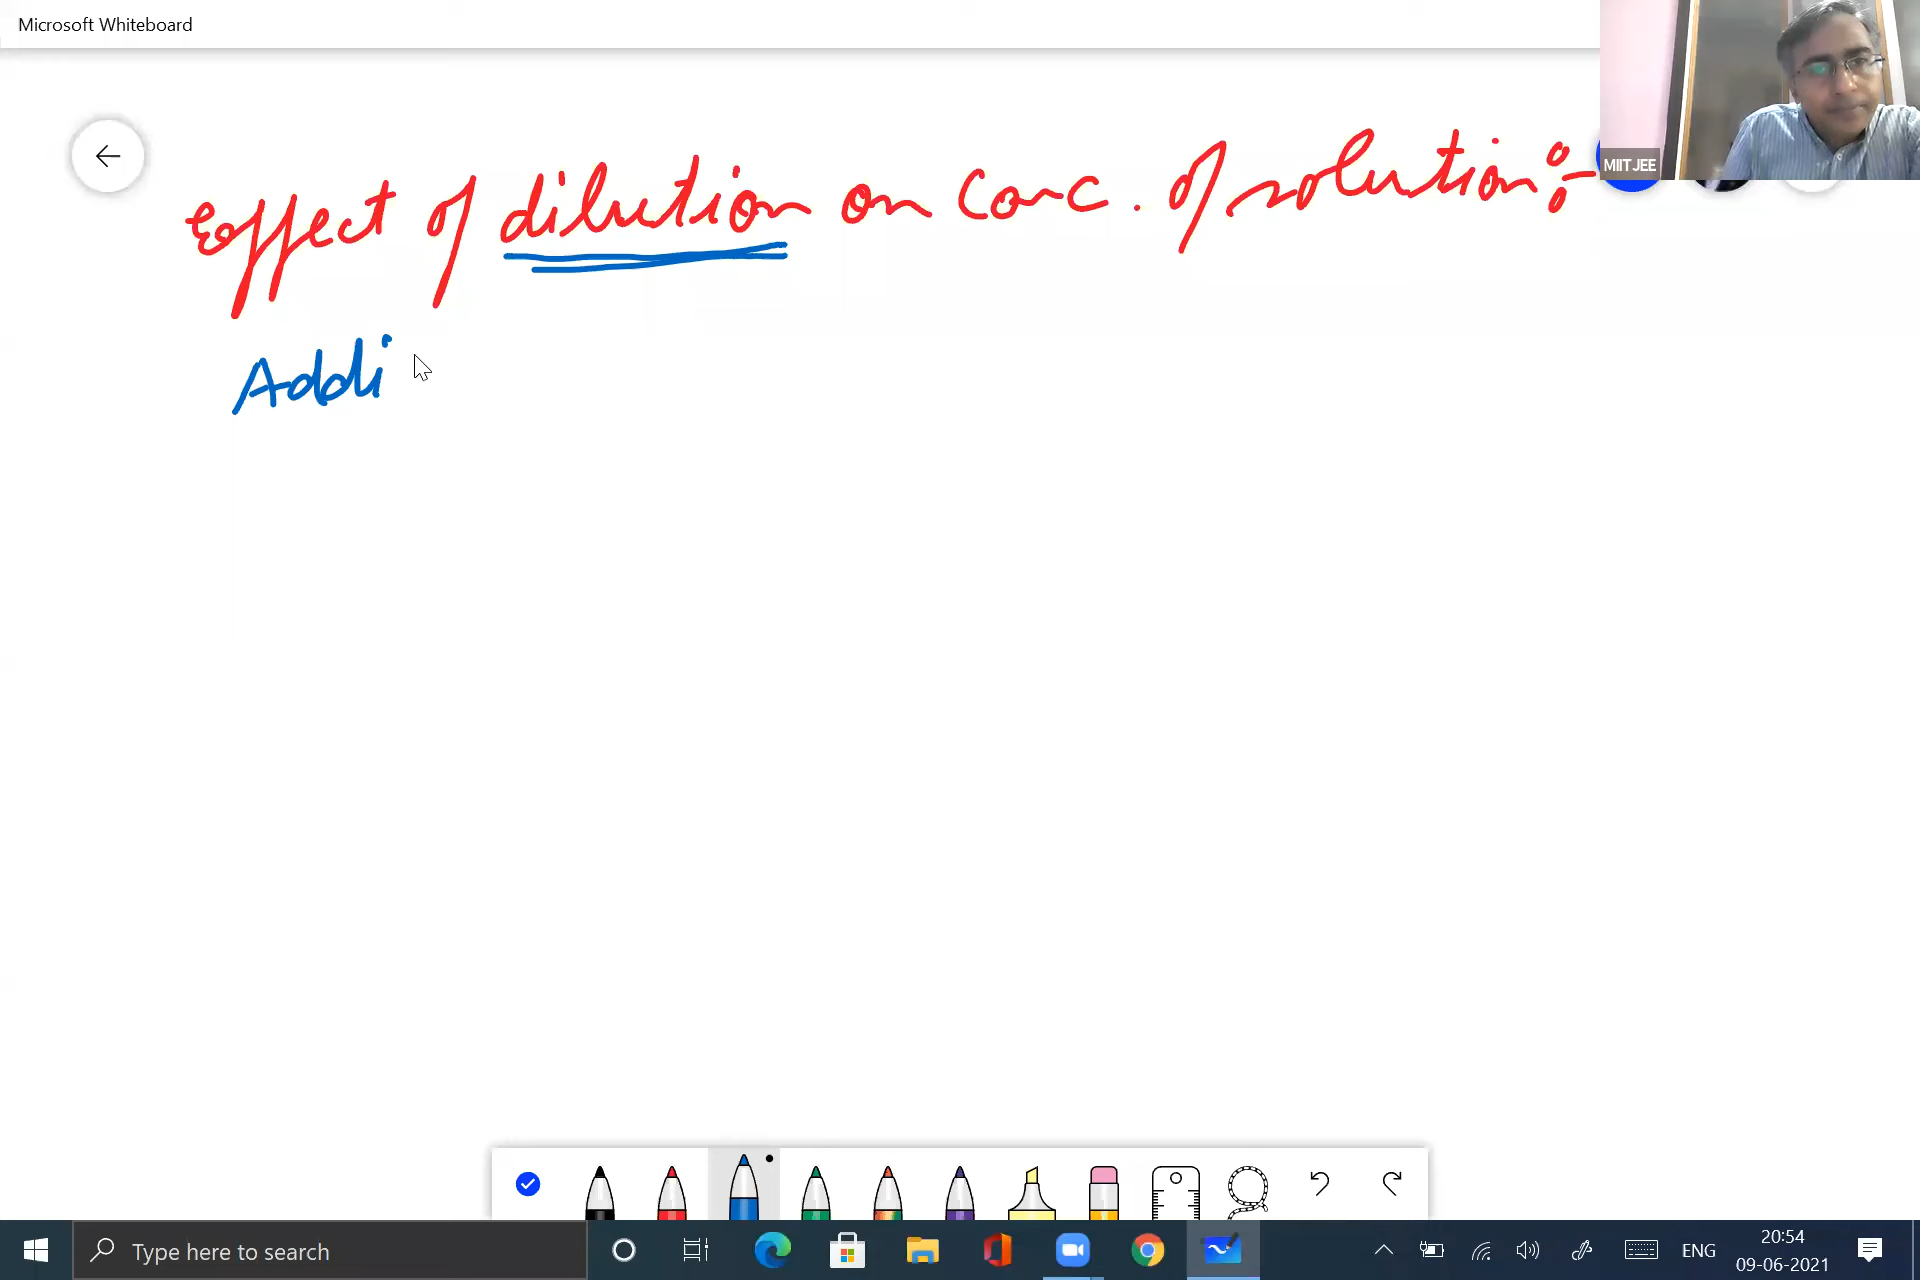 Microsoft Whiteboard
MIIT JEE
Effect of dilution on Conc. of solution:-
Addi
Type here to search
ENG
20:54
09-06-2021